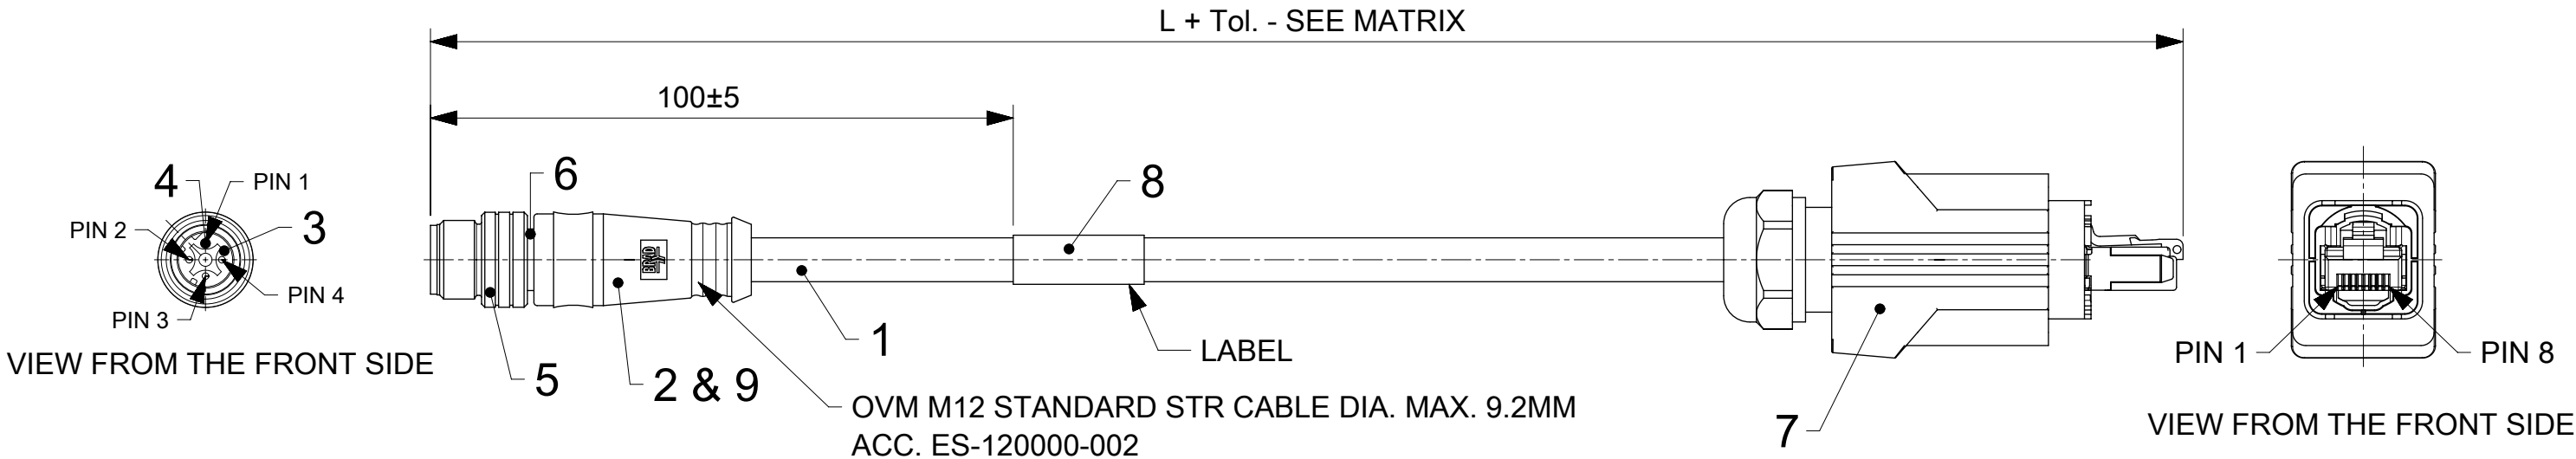 L + Tol. - SEE MATRIX
100±5
4
PIN 1
6
8
PIN 2
3
PIN 4
PIN 3
VIEW FROM THE FRONT SIDE
5
2 & 9
1
LABEL
OVM M12 STANDARD STR CABLE DIA. MAX. 9.2MM
ACC. ES-120000-002
7
PIN 1
PIN 8
VIEW FROM THE FRONT SIDE